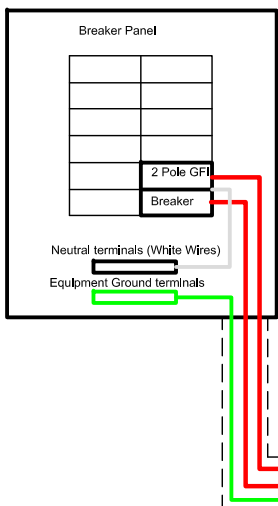 Breaker Panel
2 Pole GFI
Breaker
Neutral terminals (White Wires)
Equipment Ground terminals